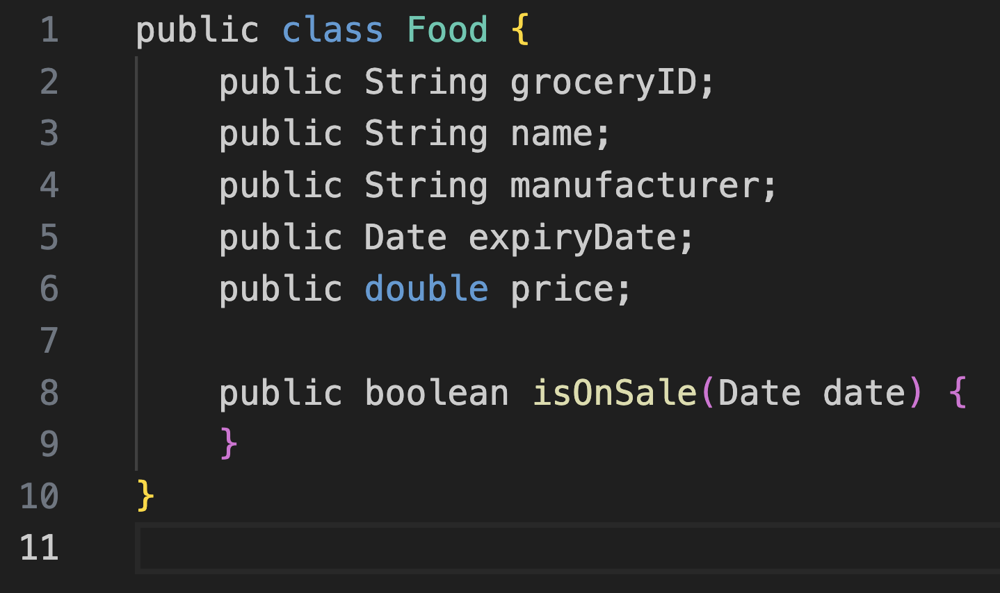 1 public class Food {
2 public String groceryID;
3 public String name;
4 public String manufacturer;
5 public Date expiryDate;
6 public double price;
7
8 public boolean isOnSale(Date date) {
9 }
10 }
11